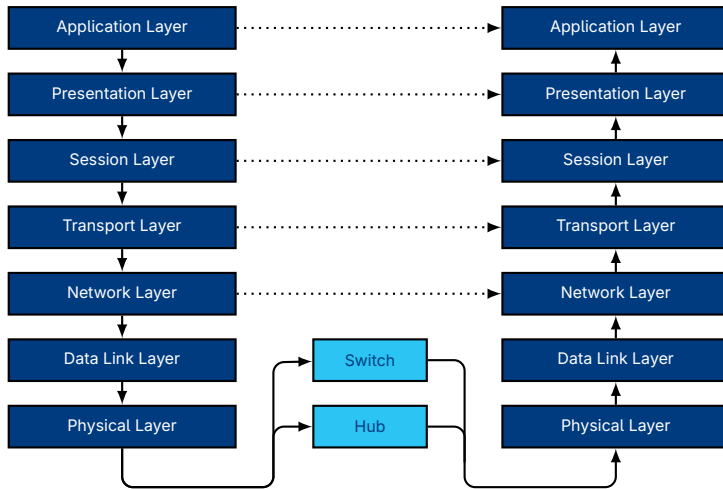 Application Layer
Application Layer
Presentation Layer
Presentation Layer
Session Layer
Session Layer
Transport Layer
Transport Layer
Network Layer
Network Layer
Data Link Layer
Switch
Data Link Layer
Physical Layer
Hub
Physical Layer